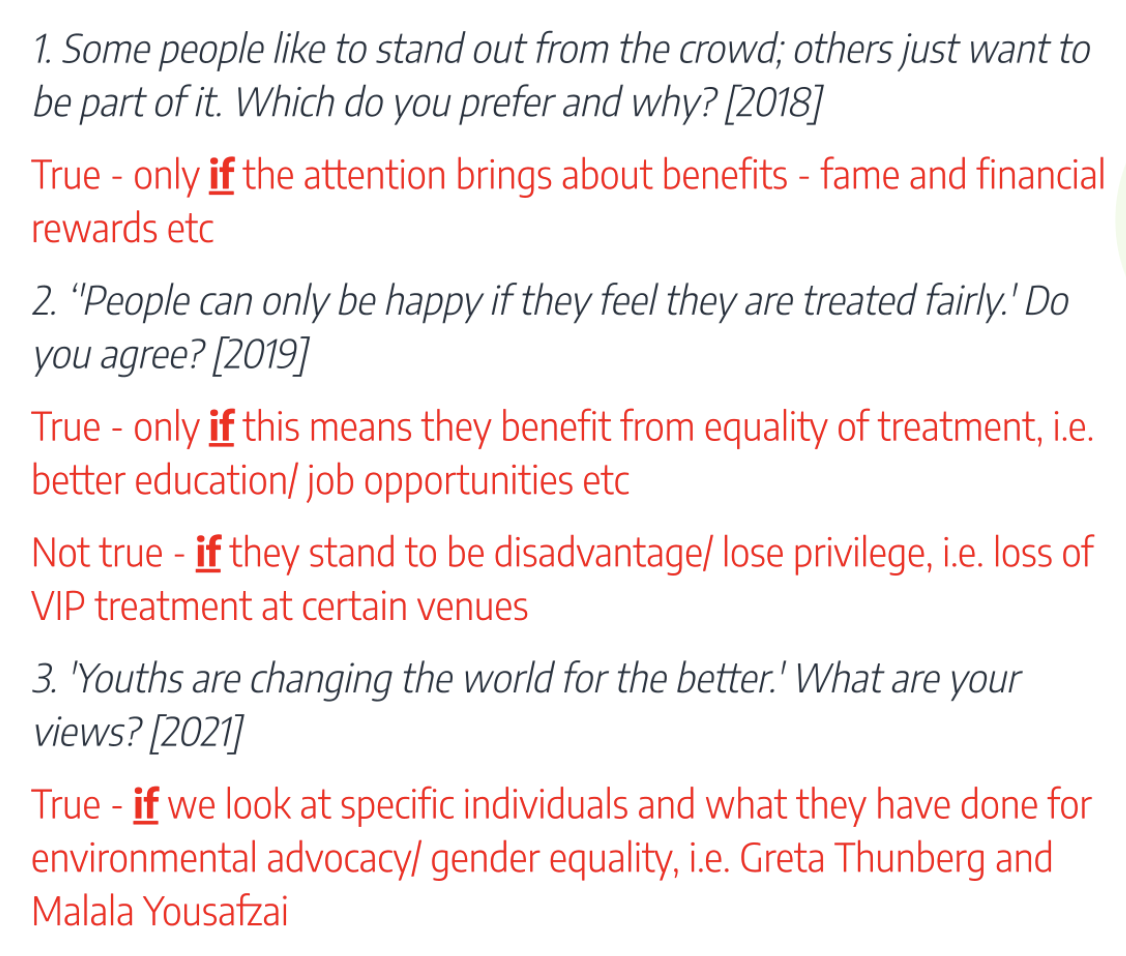 1. Some people like to stand out from the crowd; others just want to
be part of it. Which do you prefer and why? [2018]
True - only if the attention brings about benefits - fame and financial
rewards etc
2. ‘'People can only be happy if they feel they are treated fairly.' Do
you agree? [2019]
True - only if this means they benefit from equality of treatment, i.e.
better education/ job opportunities etc
Not true - if they stand to be disadvantage/ lose privilege, i.e. loss of
VIP treatment at certain venues
3. 'Youths are changing the world for the better.' What are your
views? [2021]
True - if we look at specific individuals and what they have done for
environmental advocacy/ gender equality, i.e. Greta Thunberg and
Malala Yousafzai